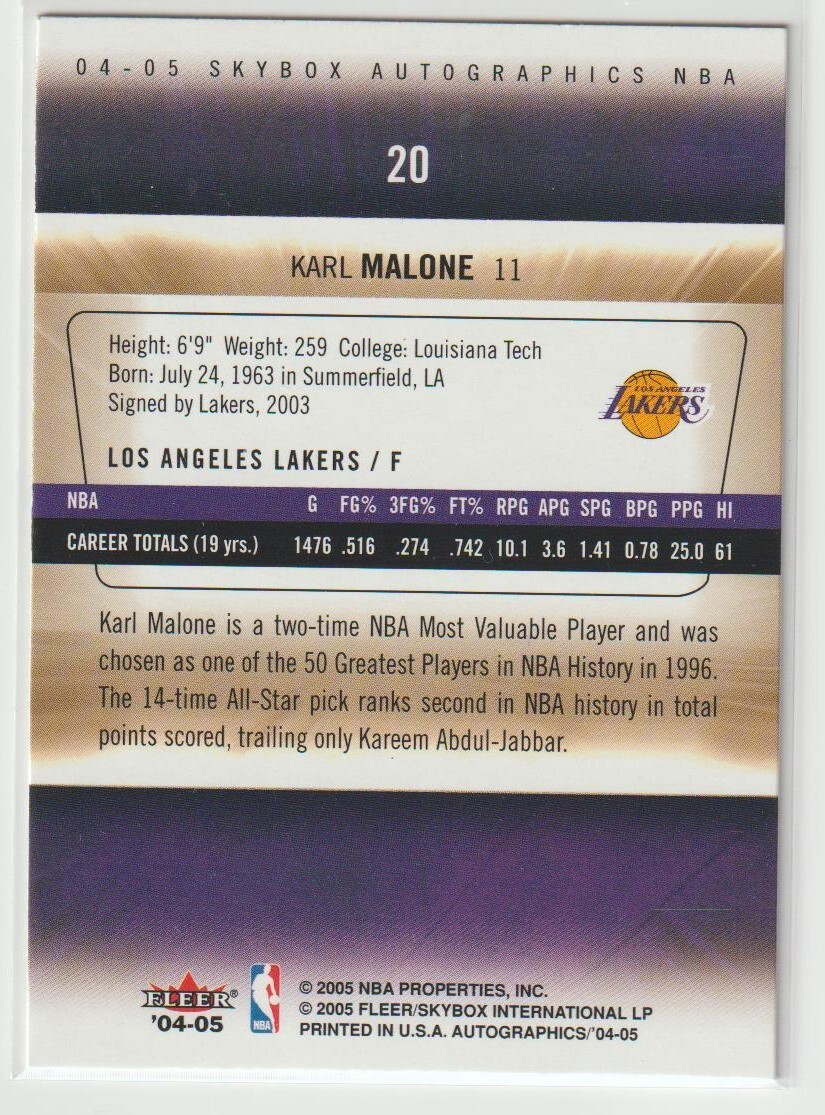 04-05 SKYBOX AUTOGRAPHICS NBA
20
KARL MALONE 11
Height: 6'9" Weight: 259 College: Louisiana Tech
Born: July 24, 1963 in Summerfield, LA
Signed by Lakers, 2003
LOS ANGELES
LAKERS
LOS ANGELES LAKERS / F
NBA G FG% 3FG% FT% RPG APG SPG BPG PPG HI
CAREER TOTALS (19 yrs.) 1476 .516 .274 .742 10.1 3.6 1.41 0.78 25.0 61
Karl Malone is a two-time NBA Most Valuable Player and was
chosen as one of the 50 Greatest Players in NBA History in 1996.
The 14-time All-Star pick ranks second in NBA history in total
points scored, trailing only Kareem Abdul-Jabbar.
FLEER®
'04-05
NBA
© 2005 NBA PROPERTIES, INC.
© 2005 FLEER/SKYBOX INTERNATIONAL LP
PRINTED IN U.S.A. AUTOGRAPHICS/'04-05